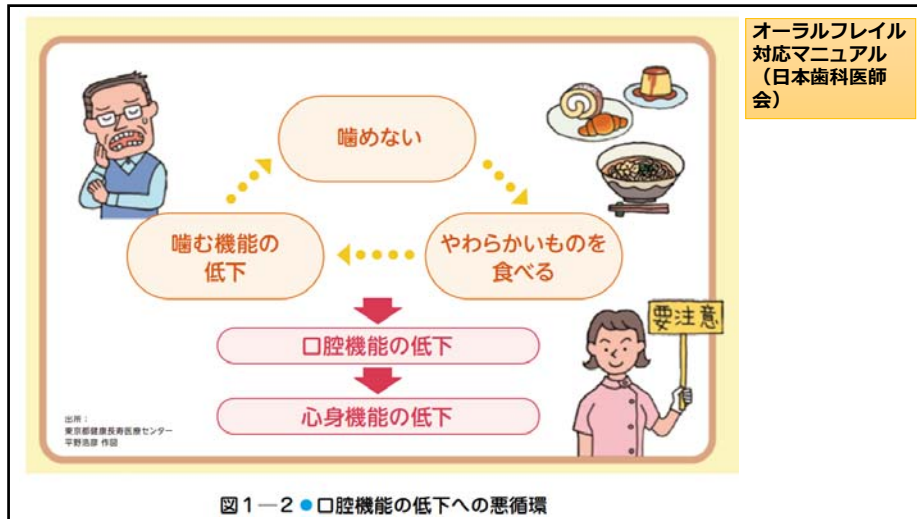 オーラルフレイル
対応マニュアル
（日本歯科医師
会）
噛めない
噛む機能の
低下
やわらかいものを
食べる
口腔機能の低下
心身機能の低下
要注意
出所：
東京都健康長寿医療センター
平野浩彦 作図
図1―2●口腔機能の低下への悪循環